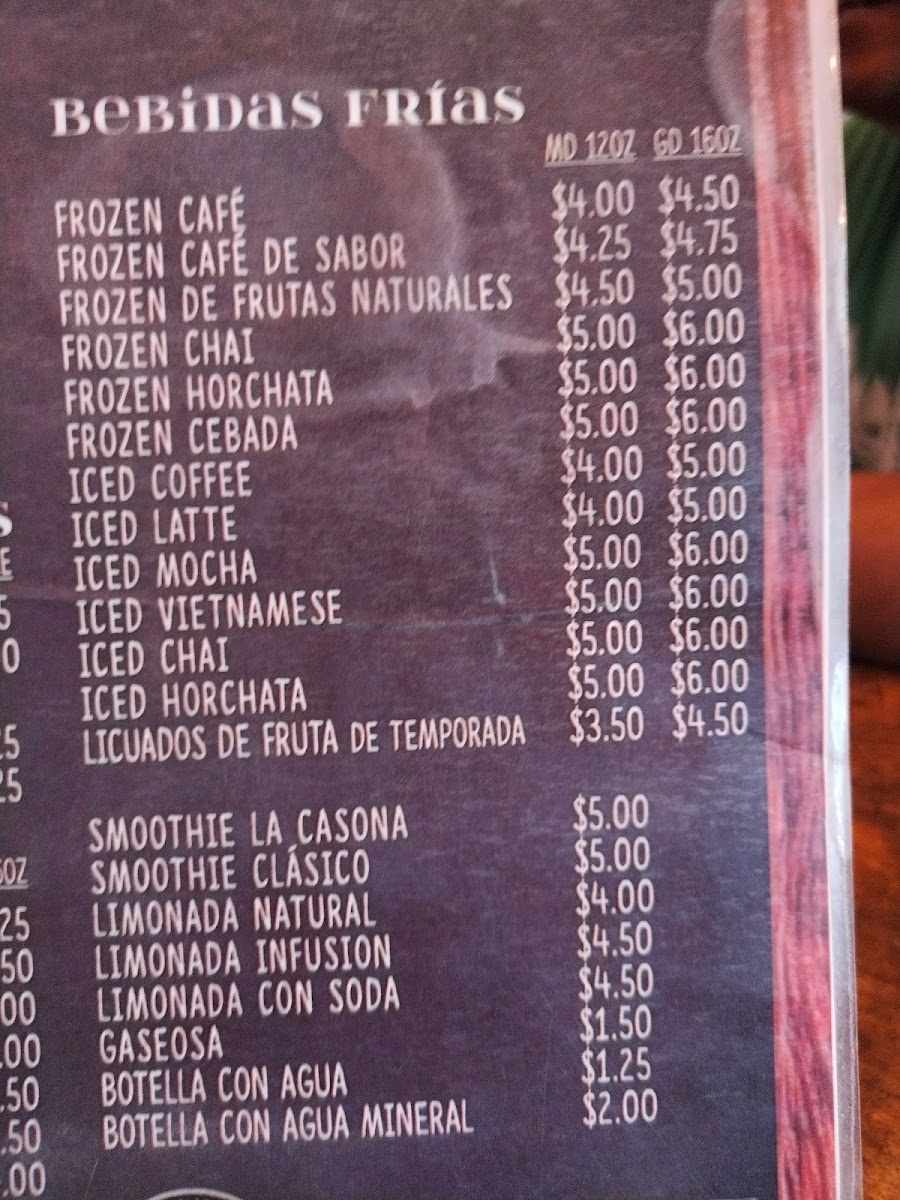 BEBIDAS FRÍAS
MD 12OZ GD 16OZ
FROZEN CAFÉ $4.00 $4.50
FROZEN CAFÉ DE SABOR $4.25 $4.75
FROZEN DE FRUTAS NATURALES $4.50 $5.00
FROZEN CHAI $5.00 $6.00
FROZEN HORCHATA $5.00 $6.00
FROZEN CEBADA $5.00 $6.00
ICED COFFEE $4.00 $5.00
ICED LATTE $4.00 $5.00
ICED MOCHA $5.00 $6.00
ICED VIETNAMESE $5.00 $6.00
ICED CHAI $5.00 $6.00
ICED HORCHATA $5.00 $6.00
LICUADOS DE FRUTA DE TEMPORADA $3.50 $4.50
SMOOTHIE LA CASONA $5.00
SMOOTHIE CLÁSICO $5.00
LIMONADA NATURAL $4.00
LIMONADA INFUSION $4.50
LIMONADA CON SODA $4.50
GASEOSA $1.50
BOTELLA CON AGUA $1.25
BOTELLA CON AGUA MINERAL $2.00